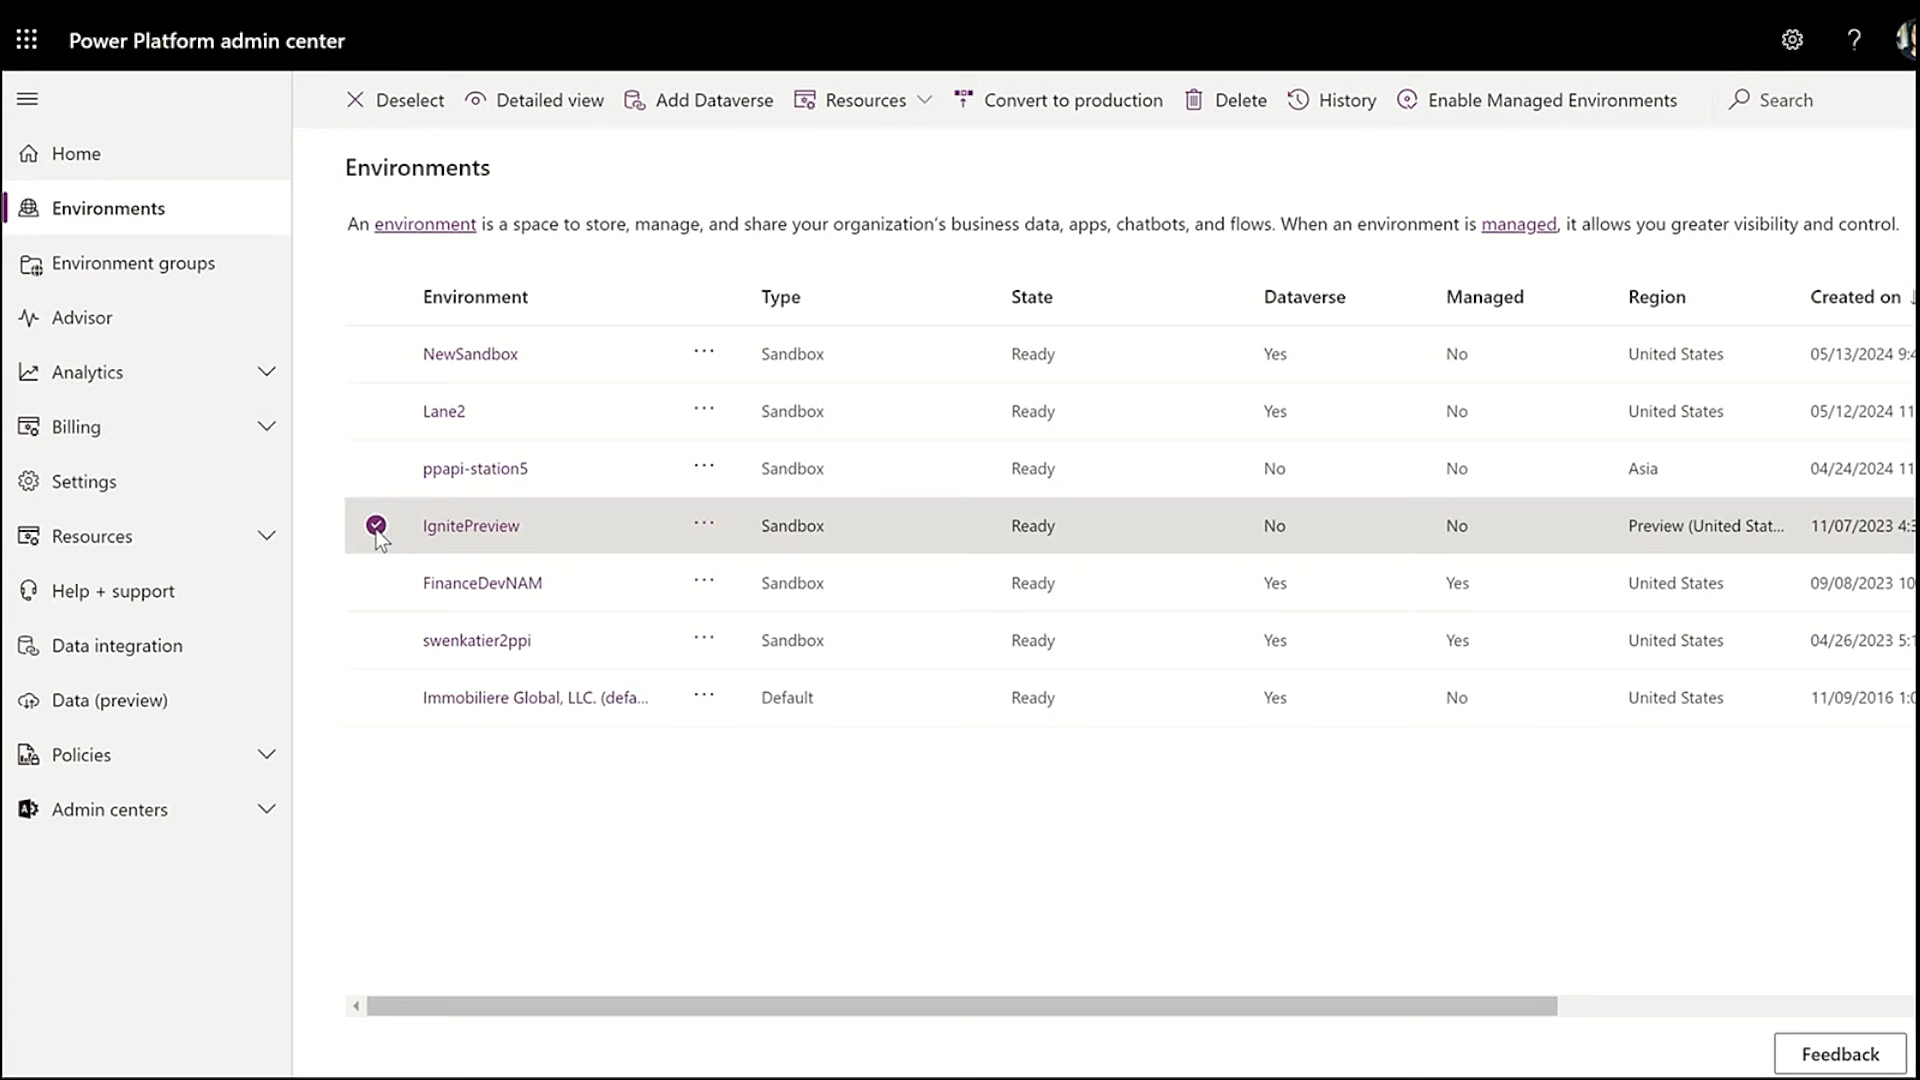 Power Platform admin center
?
Deselect Detailed view Add Dataverse Resources Convert to production Delete History Enable Managed Environments Search
Home
Environments
Environment groups
Advisor
Analytics
Billing
Settings
Resources
Help + support
Data integration
Data (preview)
Policies
Admin centers
Environments
An environment is a space to store, manage, and share your organization's business data, apps, chatbots, and flows. When an environment is managed, it allows you greater visibility and control.
Environment Type State Dataverse Managed Region Created on ↓
NewSandbox ... Sandbox Ready Yes No United States 05/13/2024 9:4
Lane2 ... Sandbox Ready Yes No United States 05/12/2024 11
ppapi-station5 ... Sandbox Ready No No Asia 04/24/2024 11
IgnitePreview ... Sandbox Ready No No Preview (United Stat... 11/07/2023 4:3
FinanceDevNAM ... Sandbox Ready Yes Yes United States 09/08/2023 10
swenkatier2ppi ... Sandbox Ready Yes Yes United States 04/26/2023 5:1
Immobiliere Global, LLC. (defa... ... Default Ready Yes No United States 11/09/2016 1:0
Feedback